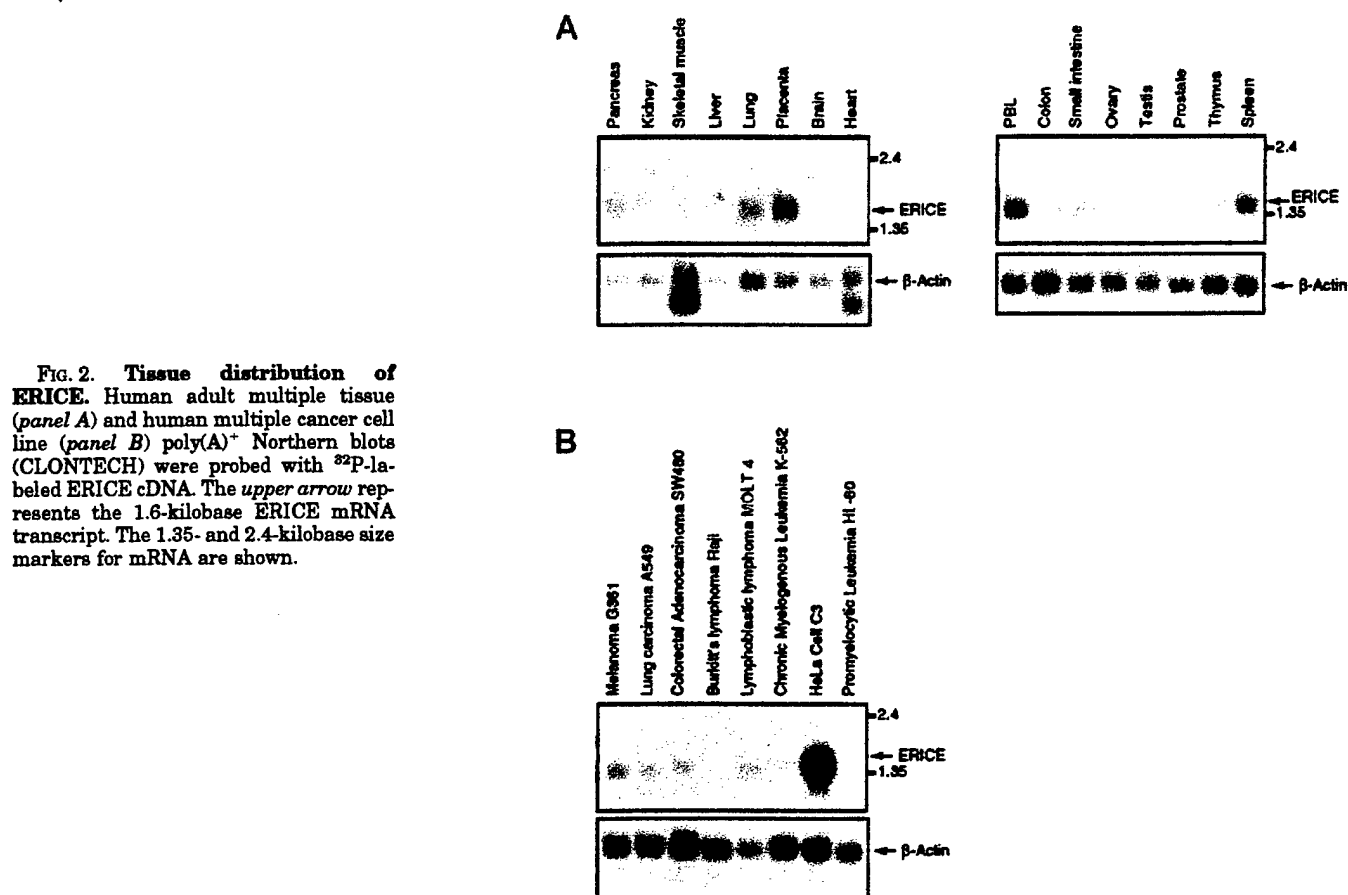 A
Pancreas
Kidney
Skeletal muscle
Liver
Lung
Placenta
Brain
Heart
2.4
ERICE
1.35
β-Actin
PBL
Colon
Small intestine
Ovary
Testis
Prostate
Thymus
Spleen
2.4
ERICE
1.35
β-Actin
FIG. 2. Tissue distribution of
ERICE. Human adult multiple tissue
(panel A) and human multiple cancer cell
line (panel B) poly(A)⁺ Northern blots
(CLONTECH) were probed with ³²P-la-
beled ERICE cDNA. The upper arrow rep-
resents the 1.6-kilobase ERICE mRNA
transcript. The 1.35- and 2.4-kilobase size
markers for mRNA are shown.
B
Melanoma G361
Lung carcinoma A549
Colorectal Adenocarcinoma SW480
Burkitt's lymphoma Raji
Lymphoblastic lymphoma MOLT 4
Chronic Myelogenous Leukemia K-562
HeLa Cell C3
Promyelocytic Leukemia HL-60
2.4
ERICE
1.35
β-Actin